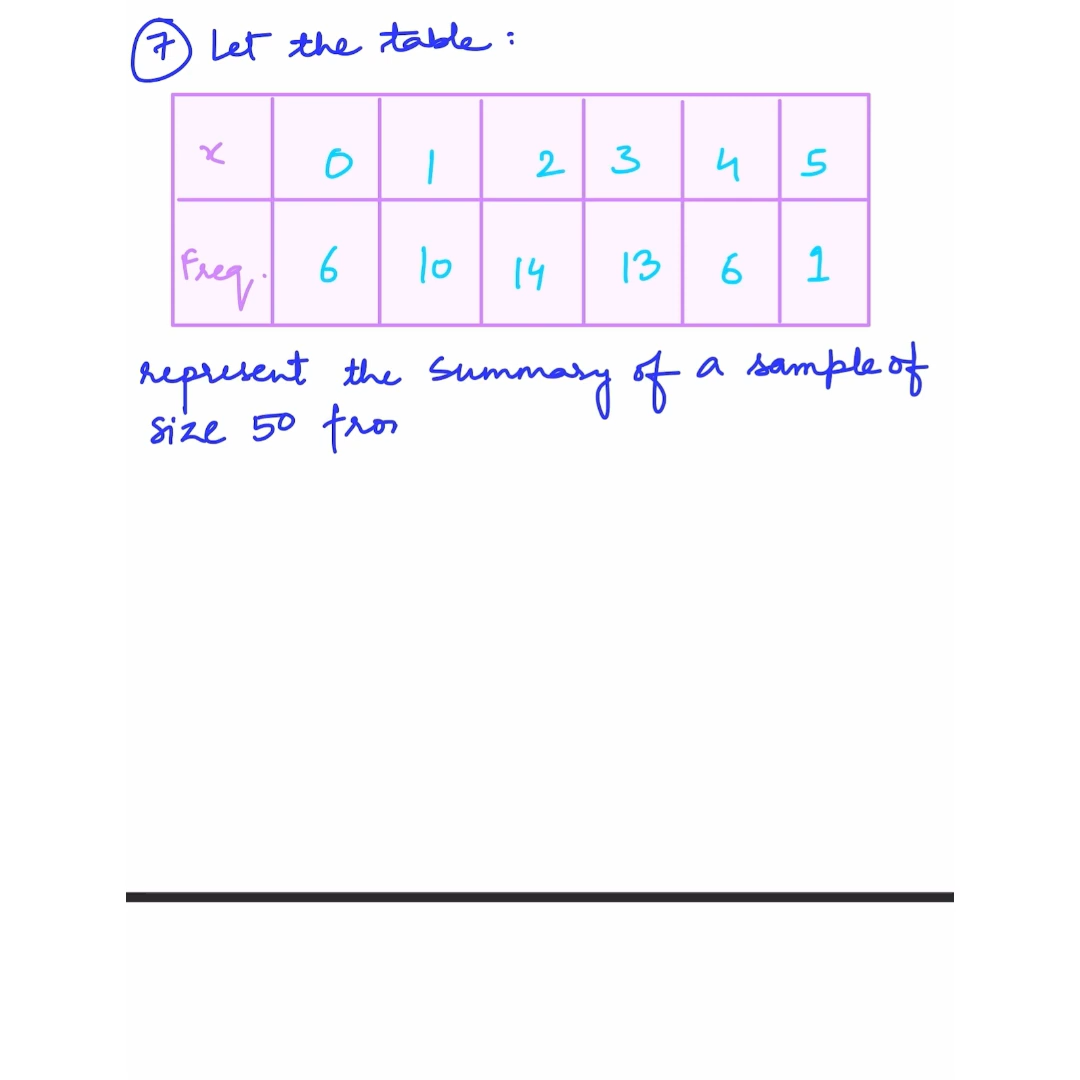 7 Let the table :
x 0 1 2 3 4 5
Freq. 6 10 14 13 6 1
represent the summary of a sample of
size 50 fron